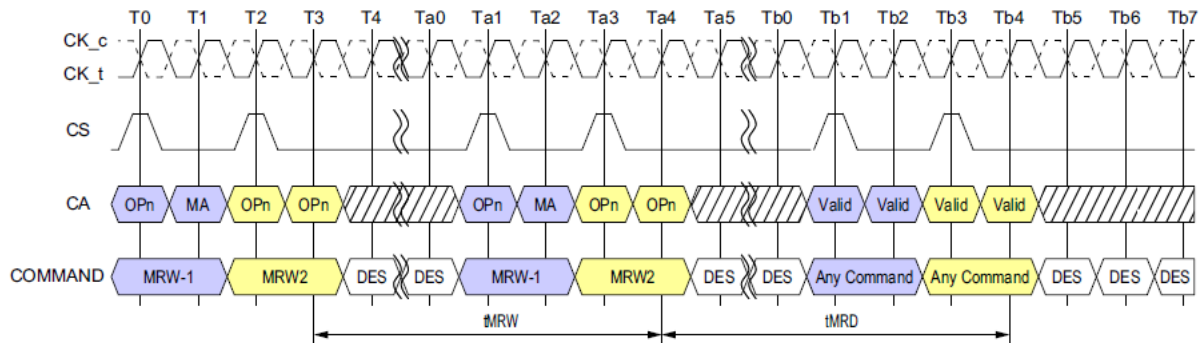 T0 T1 T2 T3 T4 Ta0 Ta1 Ta2 Ta3 Ta4 Ta5 Tb0 Tb1 Tb2 Tb3 Tb4 Tb5 Tb6 Tb7
CK_c
CK_t
CS
CA OPn MA OPn OPn OPn MA OPn OPn Valid Valid Valid Valid
COMMAND MRW-1 MRW2 DES DES MRW-1 MRW2 DES DES Any Command Any Command DES DES DES
tMRW tMRD